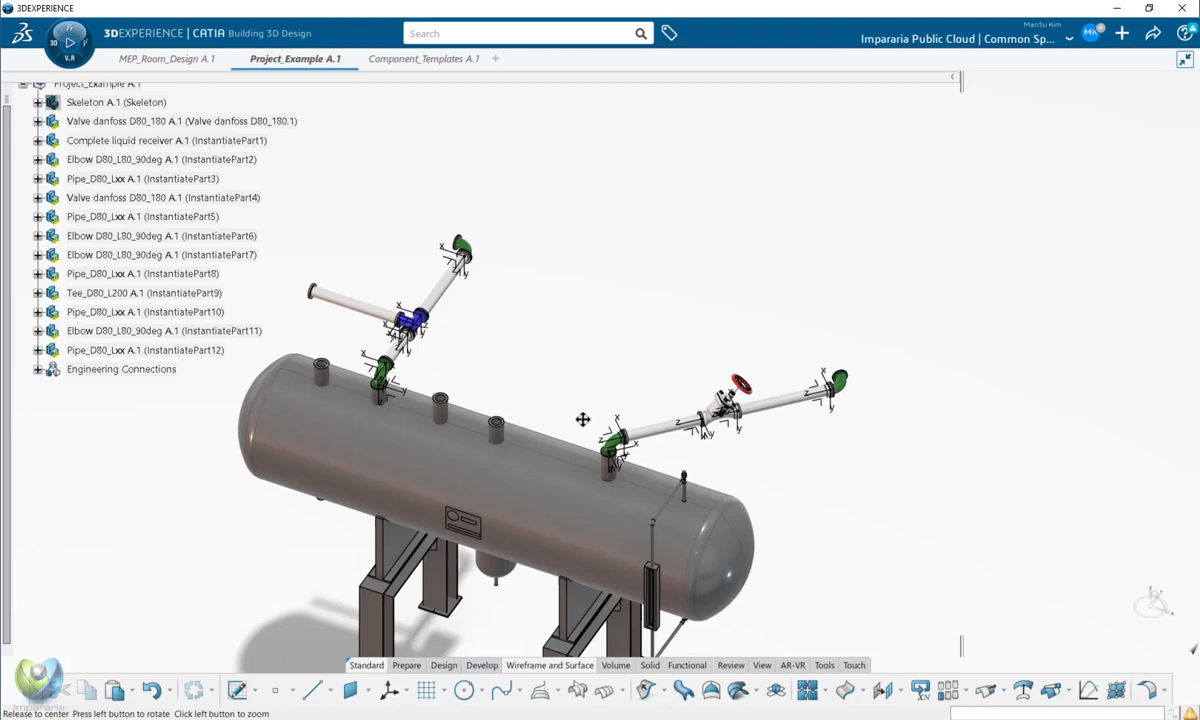 3DEXPERIENCE
3DEXPERIENCE | CATIA Building 3D Design
Search
ManSu Kim
Impararia Public Cloud | Common Sp...
3D
V.R
MEP_Room_Design A.1
Project_Example A.1
Component_Templates A.1
Project_Example A.1
Skeleton A.1 (Skeleton)
Valve danfoss D80_180 A.1 (Valve danfoss D80_180.1)
Complete liquid receiver A.1 (InstantiatePart1)
Elbow D80_L80_90deg A.1 (InstantiatePart2)
Pipe_D80_Lxx A.1 (InstantiatePart3)
Valve danfoss D80_180 A.1 (InstantiatePart4)
Pipe_D80_Lxx A.1 (InstantiatePart5)
Elbow D80_L80_90deg A.1 (InstantiatePart6)
Elbow D80_L80_90deg A.1 (InstantiatePart7)
Pipe_D80_Lxx A.1 (InstantiatePart8)
Tee_D80_L200 A.1 (InstantiatePart9)
Pipe_D80_Lxx A.1 (InstantiatePart10)
Elbow D80_L80_90deg A.1 (InstantiatePart11)
Pipe_D80_Lxx A.1 (InstantiatePart12)
Engineering Connections
Standard Prepare Design Develop Wireframe and Surface Volume Solid Functional Review View AR-VR Tools Touch
Impararia
Release to center Press left button to rotate Click left button to zoom